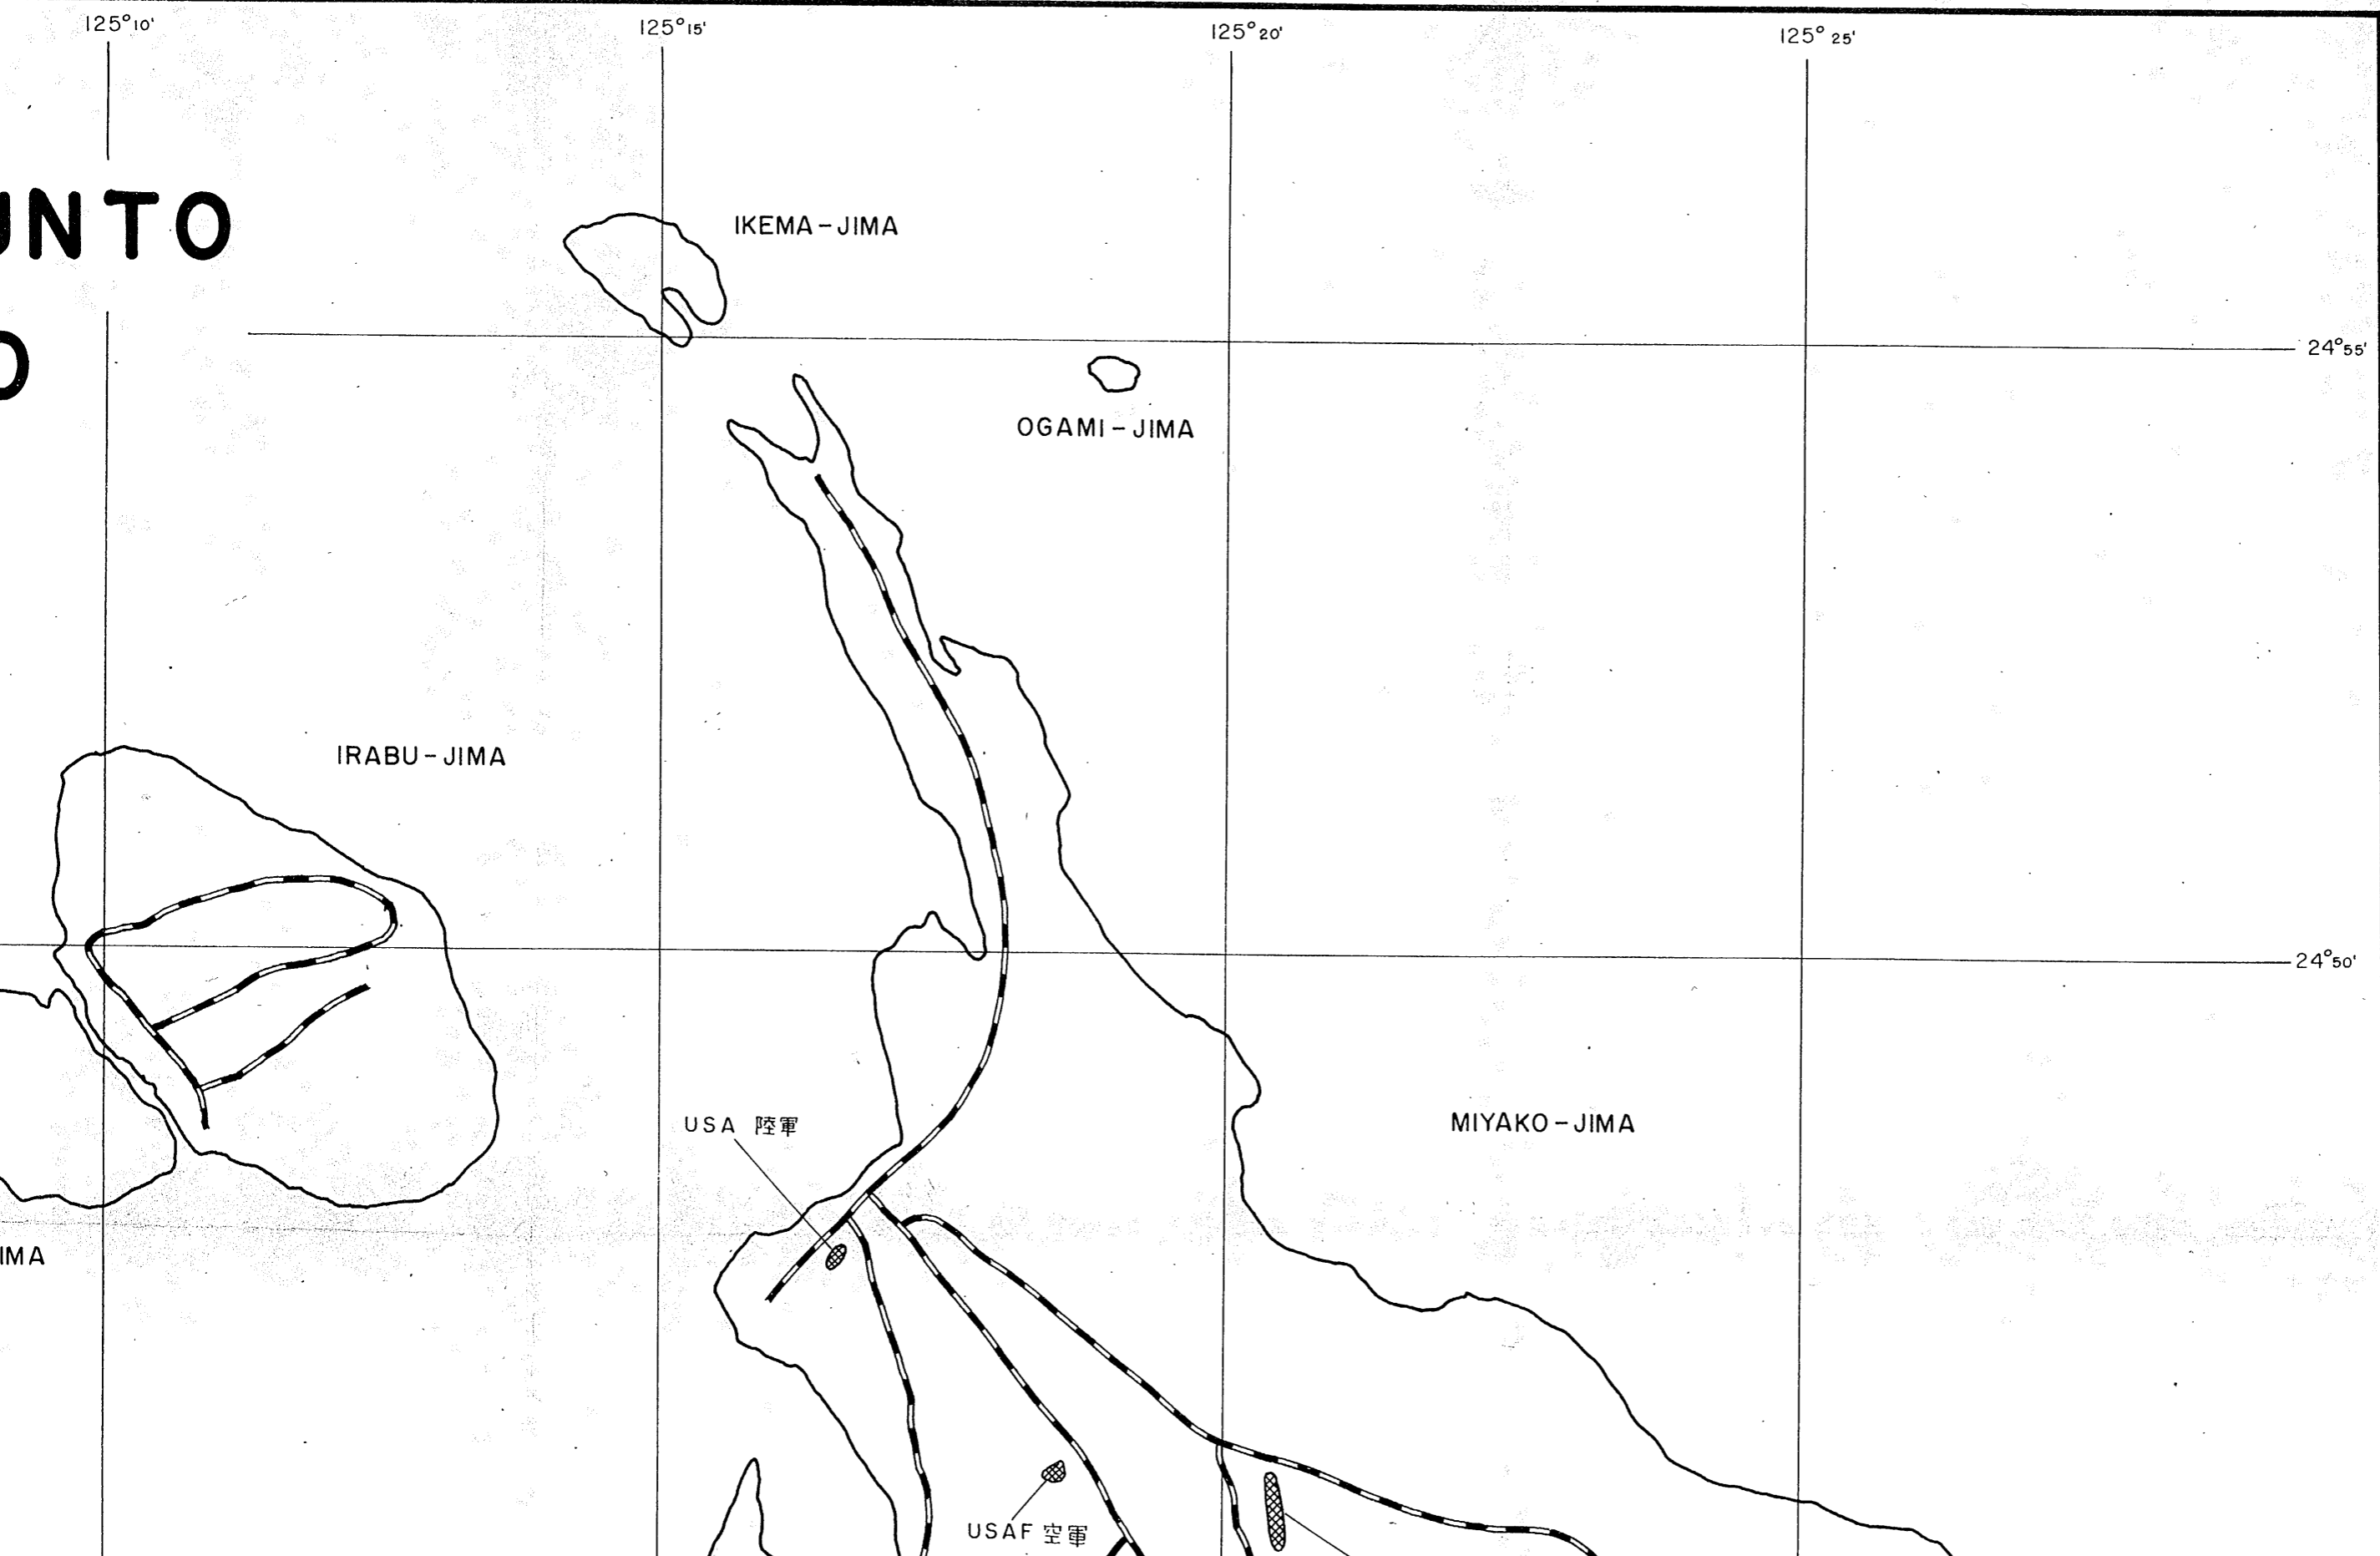 125°10'
125°15'
125°20'
125°25'
UNTO
IKEMA-JIMA
24°55'
OGAMI-JIMA
IRABU-JIMA
24°50'
USA 陸軍
MIYAKO-JIMA
IMA
USAF 空軍